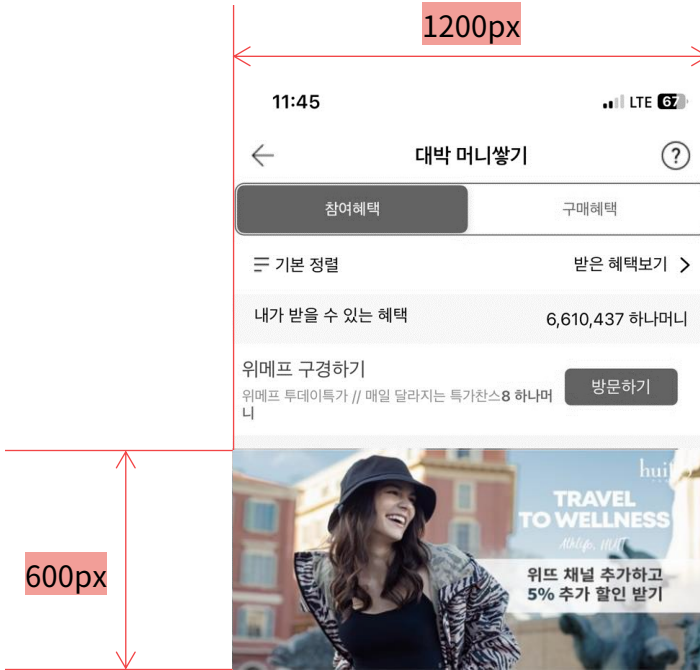 1200px
11:45
LTE 67
대박 머니쌓기
?
참여혜택 구매혜택
기본 정렬 받은 혜택보기
내가 받을 수 있는 혜택 6,610,437 하나머니
위메프 구경하기
위메프 투데이특가 // 매일 달라지는 특가찬스8 하나머
니
방문하기
600px
TRAVEL
TO WELLNESS
위뜨 채널 추가하고
5% 추가 할인 받기